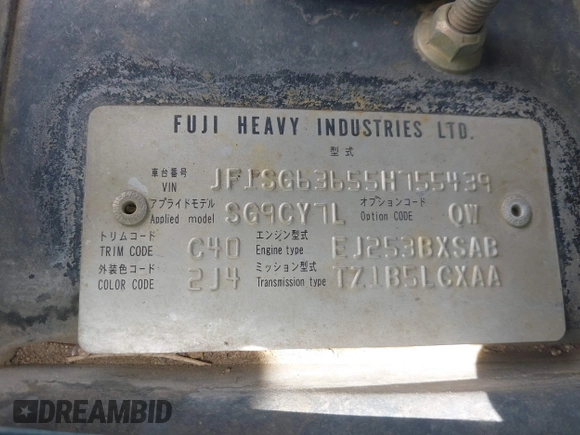 FUJI HEAVY INDUSTRIES LTD.
型式
車台番号 VIN JF1SG63655H755439
アプライドモデル オプションコード
Applied model SG9CY7L Option CODE QW
トリムコード エンジン型式
TRIM CODE C40 Engine type EJ253BXSAB
外装色コード ミッション型式
COLOR CODE 2J4 Transmission type TZ1B5LCXAA
DREAMBID